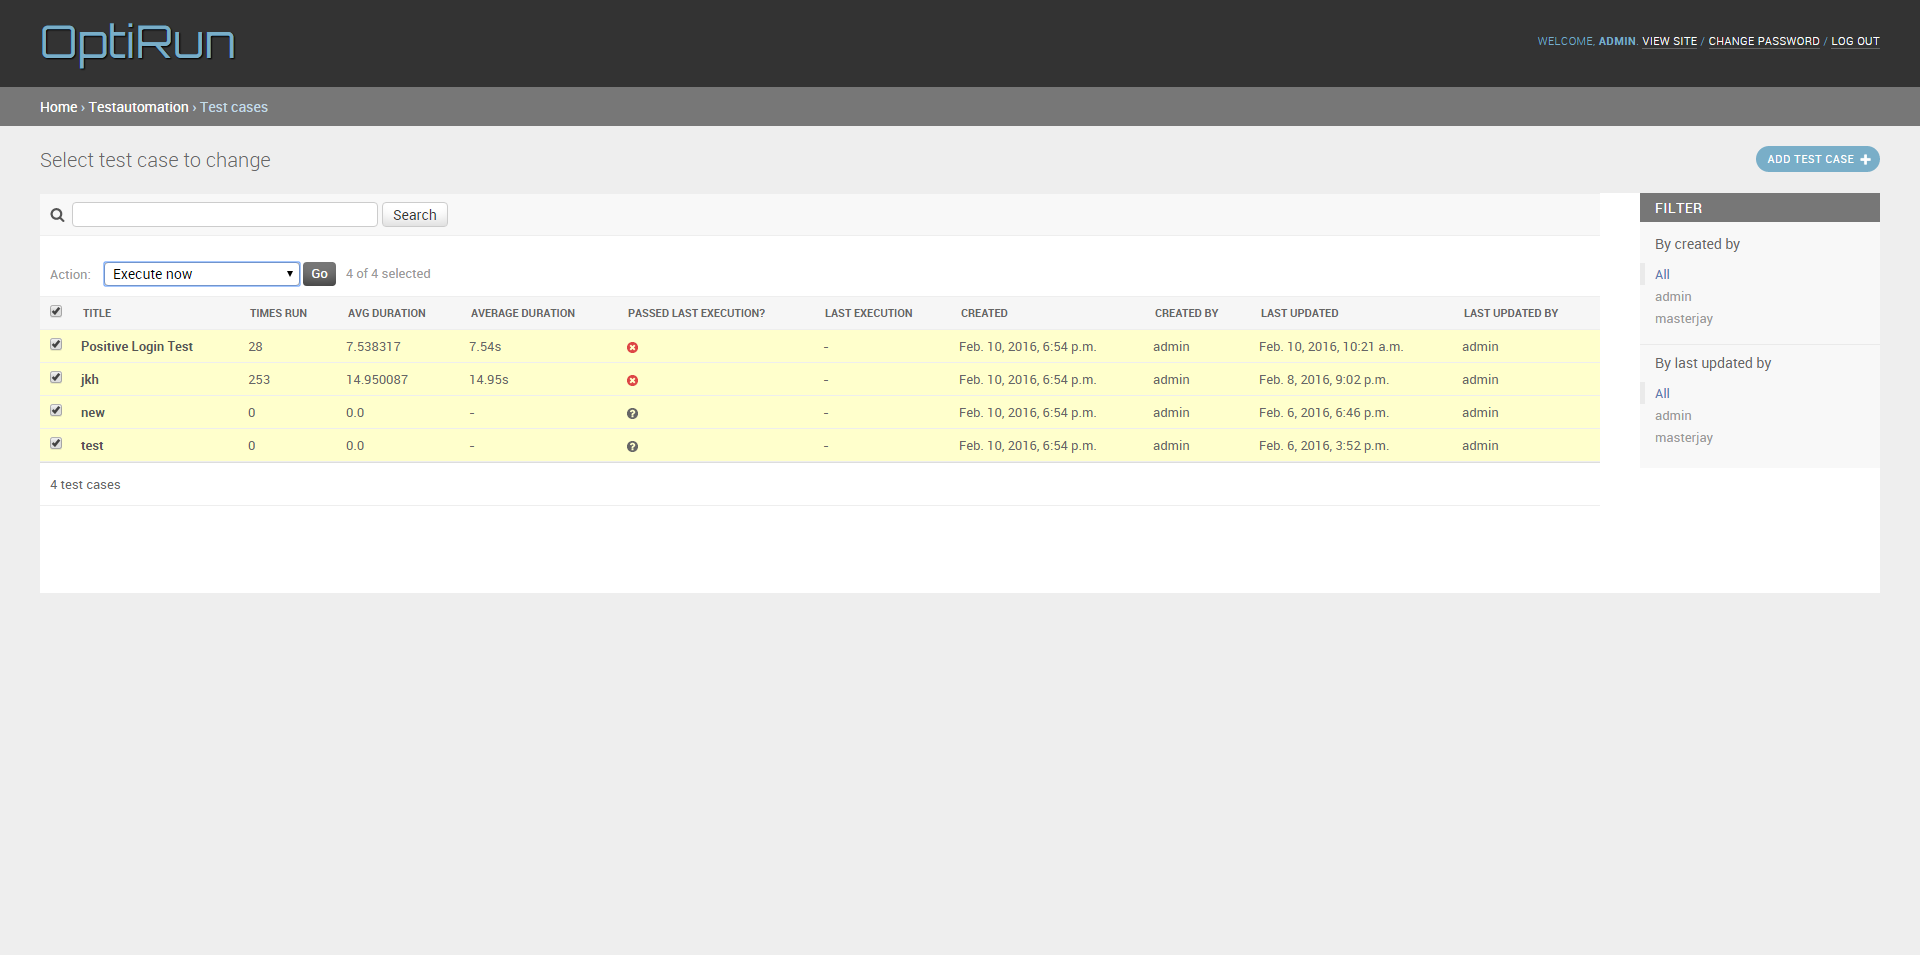 OptiRun
WELCOME, ADMIN. VIEW SITE / CHANGE PASSWORD / LOG OUT
Home › Testautomation › Test cases
Select test case to change
ADD TEST CASE
Search
Action: Execute now Go 4 of 4 selected
TITLE TIMES RUN AVG DURATION AVERAGE DURATION PASSED LAST EXECUTION? LAST EXECUTION CREATED CREATED BY LAST UPDATED LAST UPDATED BY
Positive Login Test 28 7.538317 7.54s - Feb. 10, 2016, 6:54 p.m. admin Feb. 10, 2016, 10:21 a.m. admin
jkh 253 14.950087 14.95s - Feb. 10, 2016, 6:54 p.m. admin Feb. 8, 2016, 9:02 p.m. admin
new 0 0.0 - - Feb. 10, 2016, 6:54 p.m. admin Feb. 6, 2016, 6:46 p.m. admin
test 0 0.0 - - Feb. 10, 2016, 6:54 p.m. admin Feb. 6, 2016, 3:52 p.m. admin
4 test cases
FILTER
By created by
All
admin
masterjay
By last updated by
All
admin
masterjay